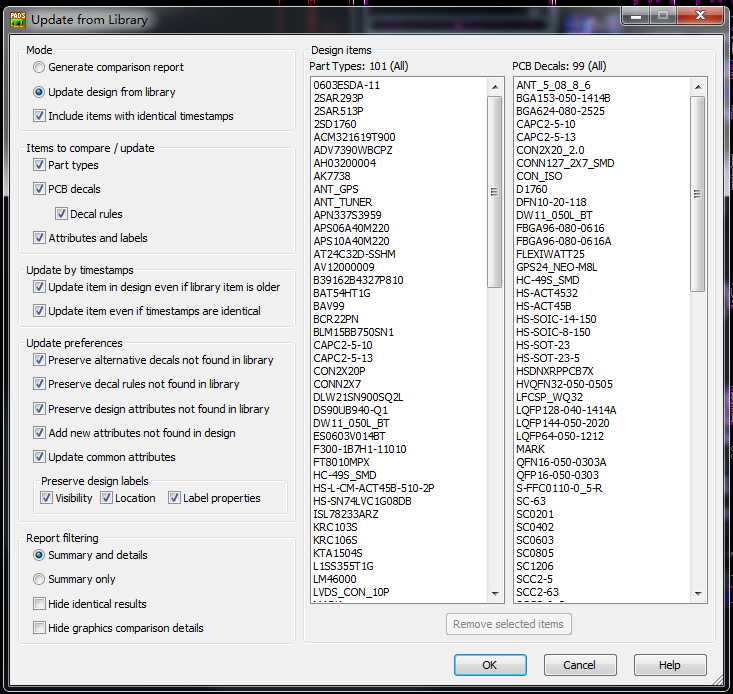 PADS
Update from Library
Mode
Generate comparison report
Update design from library
Include items with identical timestamps
Items to compare / update
Part types
PCB decals
Decal rules
Attributes and labels
Update by timestamps
Update item in design even if library item is older
Update item even if timestamps are identical
Update preferences
Preserve alternative decals not found in library
Preserve decal rules not found in library
Preserve design attributes not found in library
Add new attributes not found in design
Update common attributes
Preserve design labels
Visibility Location Label properties
Report filtering
Summary and details
Summary only
Hide identical results
Hide graphics comparison details
Design items
Part Types: 101 (All)
0603ESDA-11
2SAR293P
2SAR513P
2SD1760
ACM321619T900
ADV7390WBCPZ
AH03200004
AK7738
ANT_GPS
ANT_TUNER
APN337S3959
APS06A40M220
APS10A40M220
AT24C32D-SSHM
AV12000009
B39162B4327P810
BAT54HT1G
BAV99
BCR22PN
BLM15BB750SN1
CAPC2-5-10
CAPC2-5-13
CON2X20P
CONN2X7
DLW21SN900SQ2L
DS90UB940-Q1
DW11_050L_BT
ES0603V014BT
F300-1B7H1-11010
FT8010MPX
HC-49S_SMD
HS-L-CM-ACT45B-510-2P
HS-SN74LVC1G08DB
ISL78233ARZ
KRC103S
KRC106S
KTA1504S
L1SS355T1G
LM46000
LVDS_CON_10P
PCB Decals: 99 (All)
ANT_5_08_8_6
BGA153-050-1414B
BGA624-080-2525
CAPC2-5-10
CAPC2-5-13
CON2X20_2.0
CONN127_2X7_SMD
CON_ISO
D1760
DFN10-20-118
DW11_050L_BT
FBGA96-080-0616
FBGA96-080-0616A
FLEXIWATT25
GPS24_NEO-M8L
HC-49S_SMD
HS-ACT4532
HS-ACT45B
HS-SOIC-14-150
HS-SOIC-8-150
HS-SOT-23
HS-SOT-23-5
HSDNXRPPCB7X
HVQFN32-050-0505
LFCSP_WQ32
LQFP128-040-1414A
LQFP144-050-2020
LQFP64-050-1212
MARK
QFN16-050-0303A
QFP16-050-0303
S-FFC0110-0_5-R
SC-63
SC0201
SC0402
SC0603
SC0805
SC1206
SCC2-5
SCC2-63
Remove selected items
OK Cancel Help